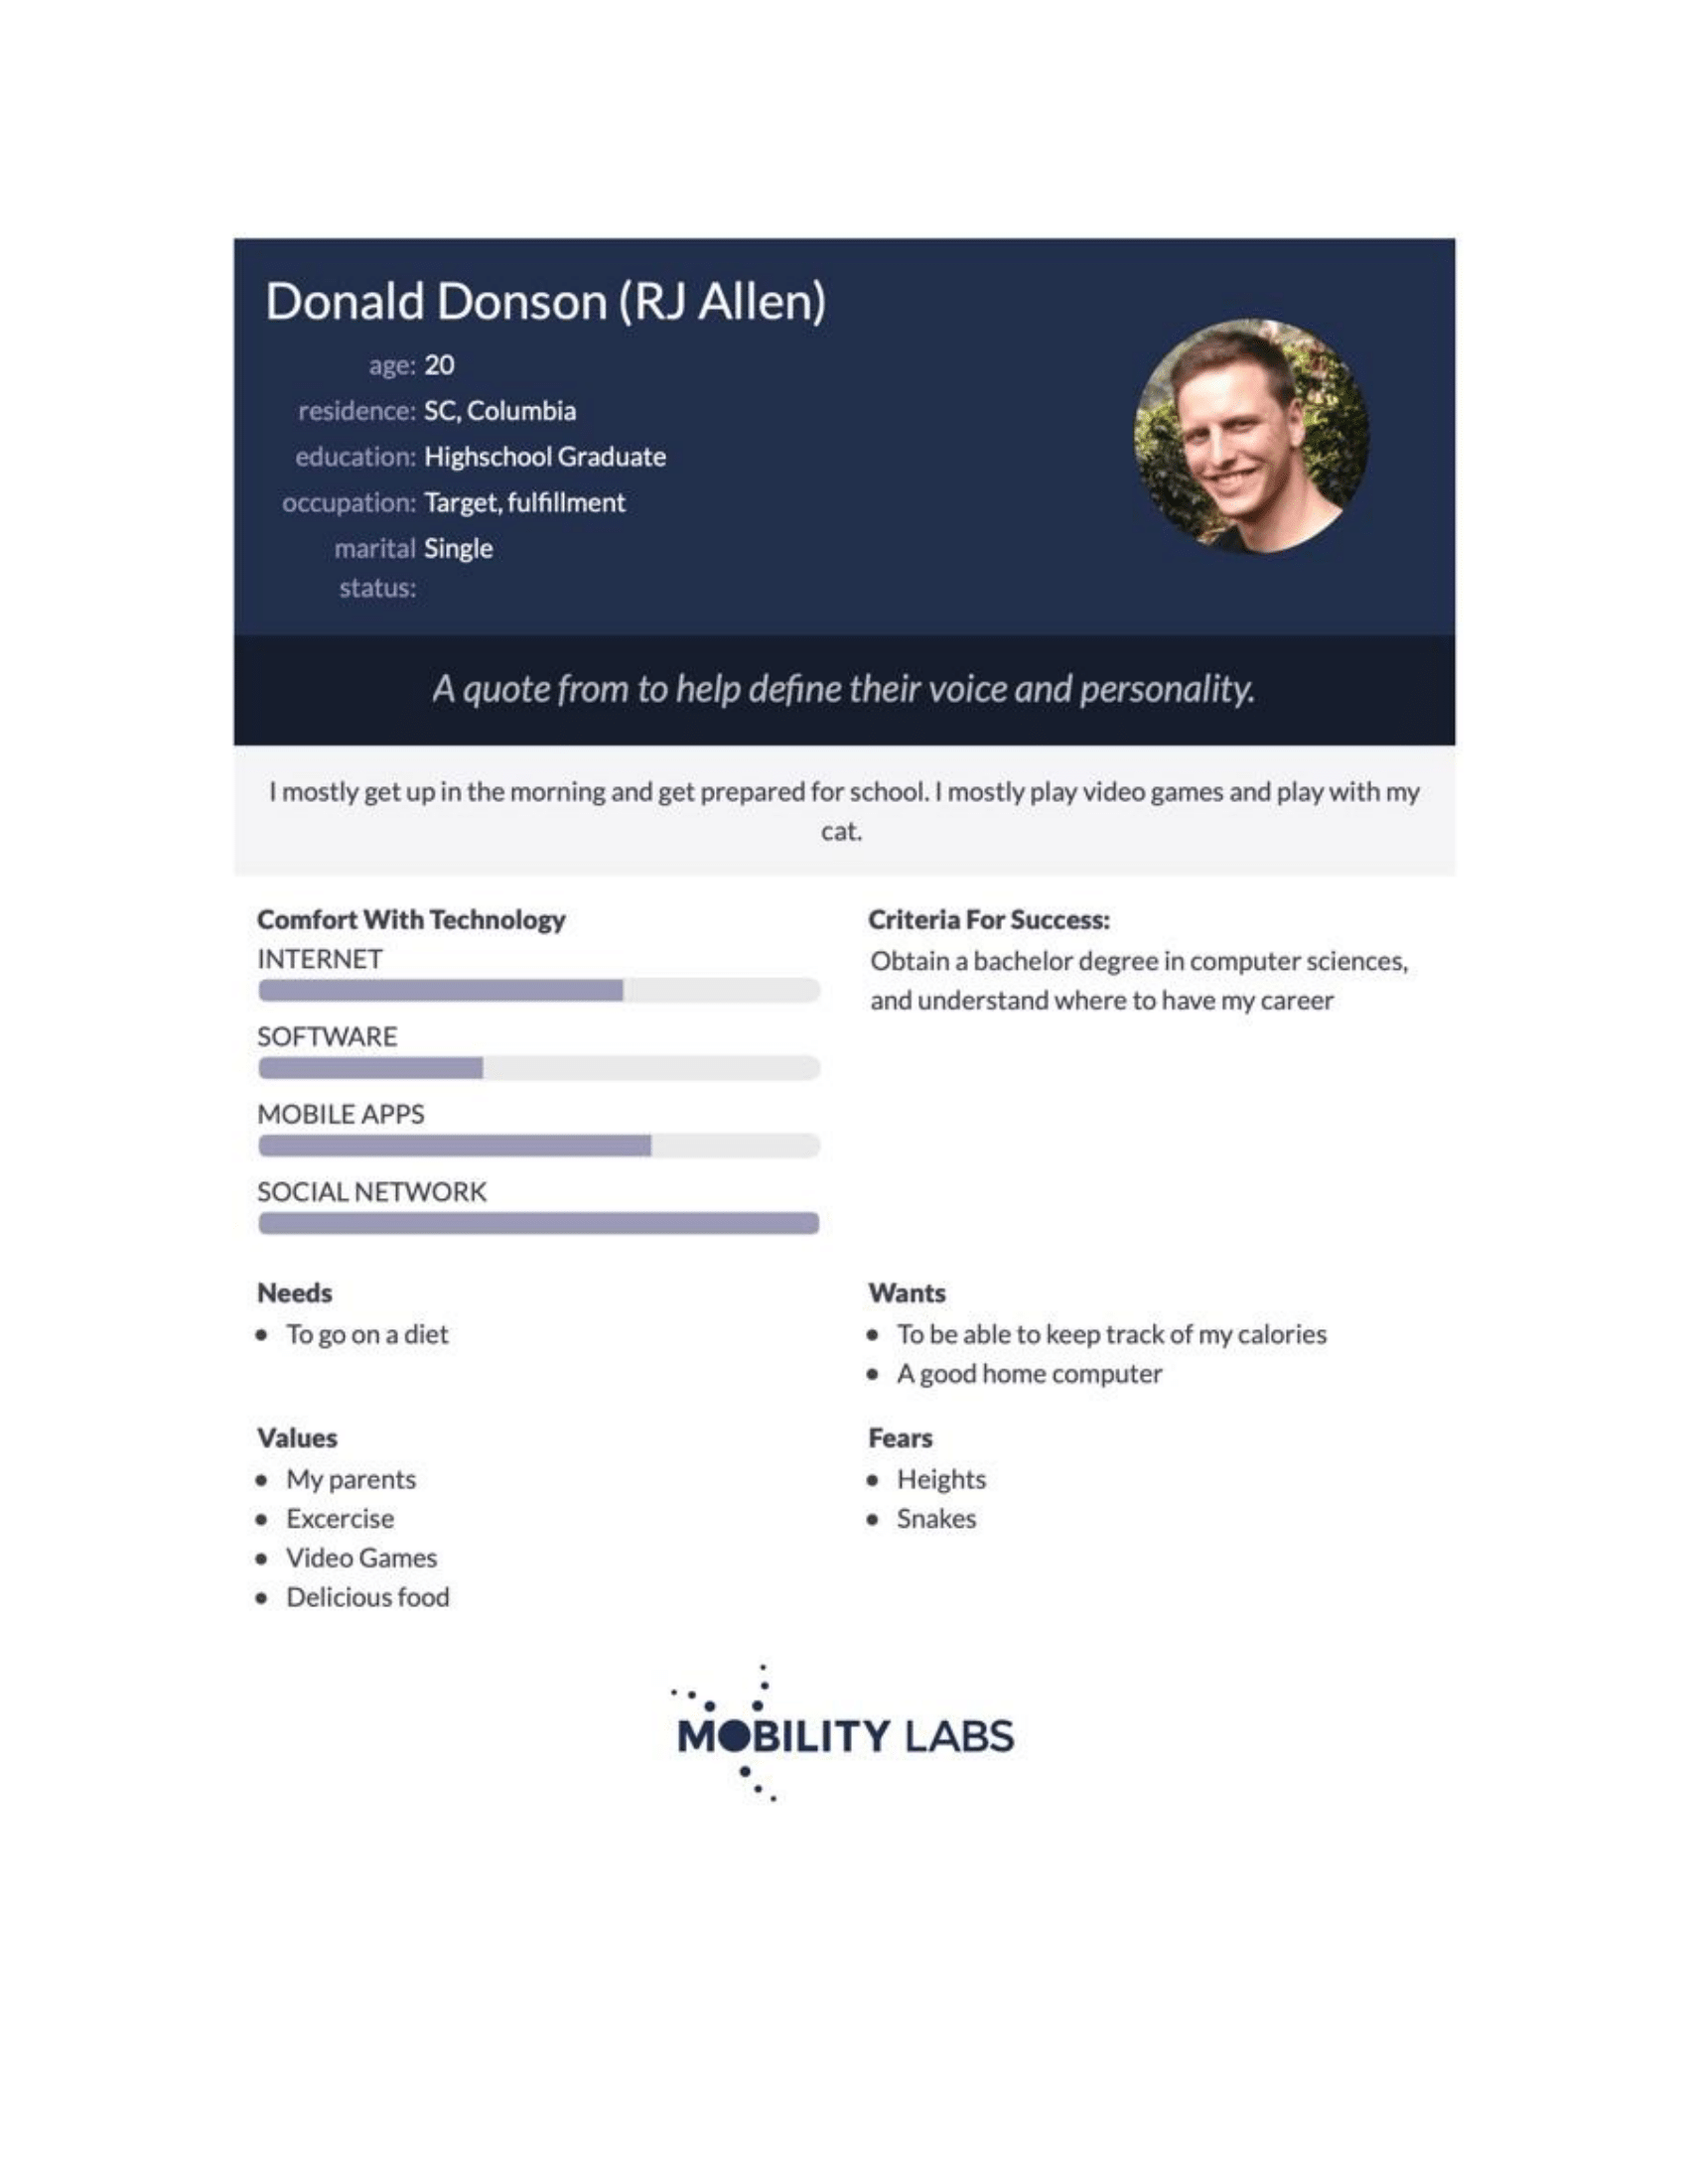 Donald Donson (RJ Allen)
age: 20
residence: SC, Columbia
education: Highschool Graduate
occupation: Target, fulfillment
marital status: Single
A quote from to help define their voice and personality.
I mostly get up in the morning and get prepared for school. I mostly play video games and play with my
cat.
Comfort With Technology
INTERNET
SOFTWARE
MOBILE APPS
SOCIAL NETWORK
Criteria For Success:
Obtain a bachelor degree in computer sciences,
and understand where to have my career
Needs
• To go on a diet
Wants
• To be able to keep track of my calories
• A good home computer
Values
• My parents
• Excercise
• Video Games
• Delicious food
Fears
• Heights
• Snakes
MOBILITY LABS